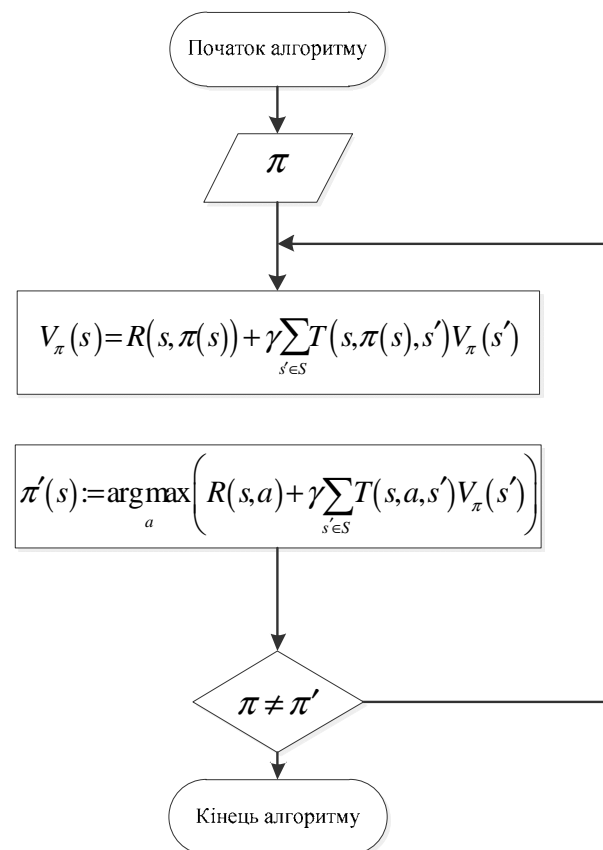 Початок алгоритму
π
V_π(s)=R(s,π(s))+γ∑_{s′∈S}T(s,π(s),s′)V_π(s′)
π′(s):=argmax_a(R(s,a)+γ∑_{s′∈S}T(s,a,s′)V_π(s′))
π ≠ π′
Кінець алгоритму